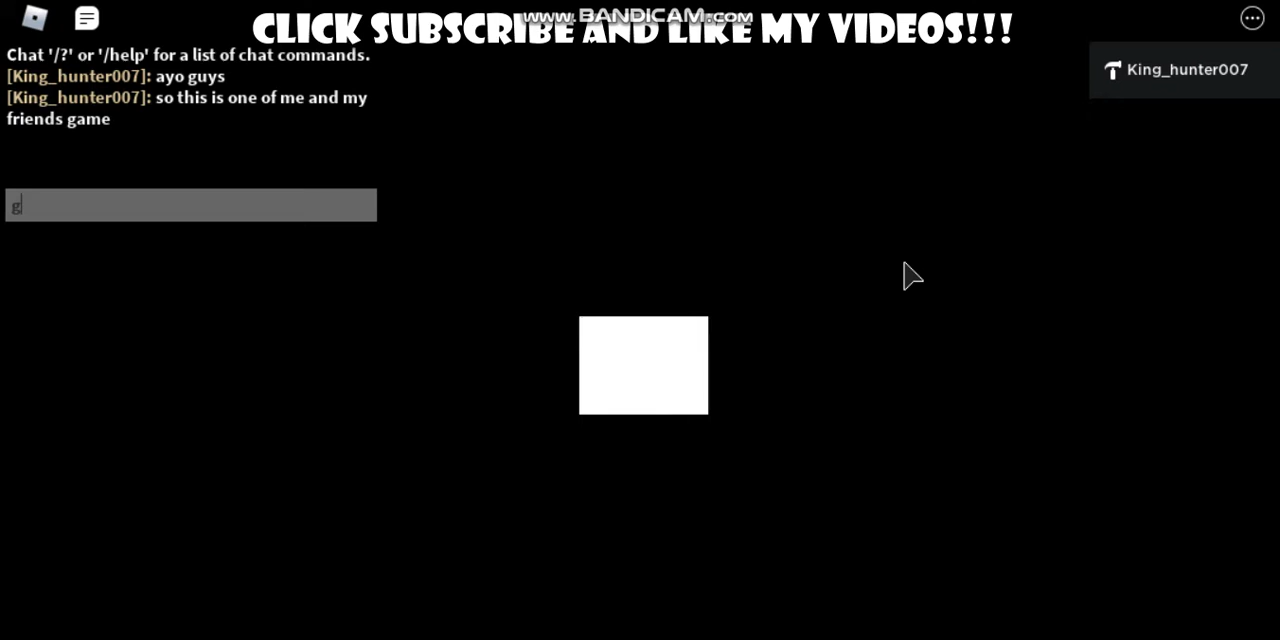 www.BANDICAM.com
CLICK SUBSCRIBE AND LIKE MY VIDEOS!!!
Chat '/?' or '/help' for a list of chat commands.
[King_hunter007]: ayo guys
[King_hunter007]: so this is one of me and my
friends game
g
King_hunter007